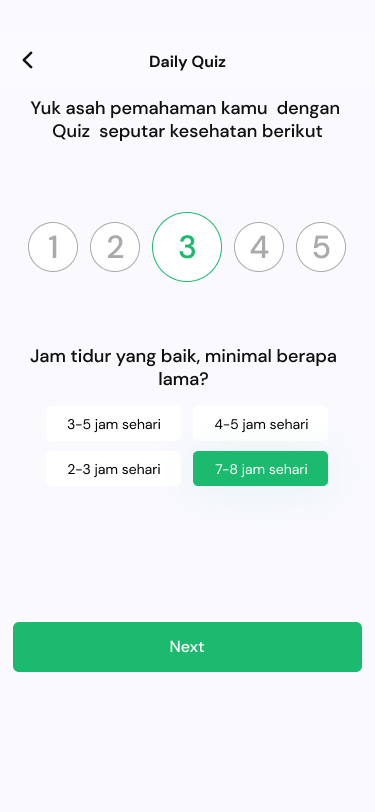 Daily Quiz
Yuk asah pemahaman kamu  dengan
Quiz  seputar kesehatan berikut
1 2 3 4 5
Jam tidur yang baik, minimal berapa
lama?
3-5 jam sehari 4-5 jam sehari
2-3 jam sehari 7-8 jam sehari
Next